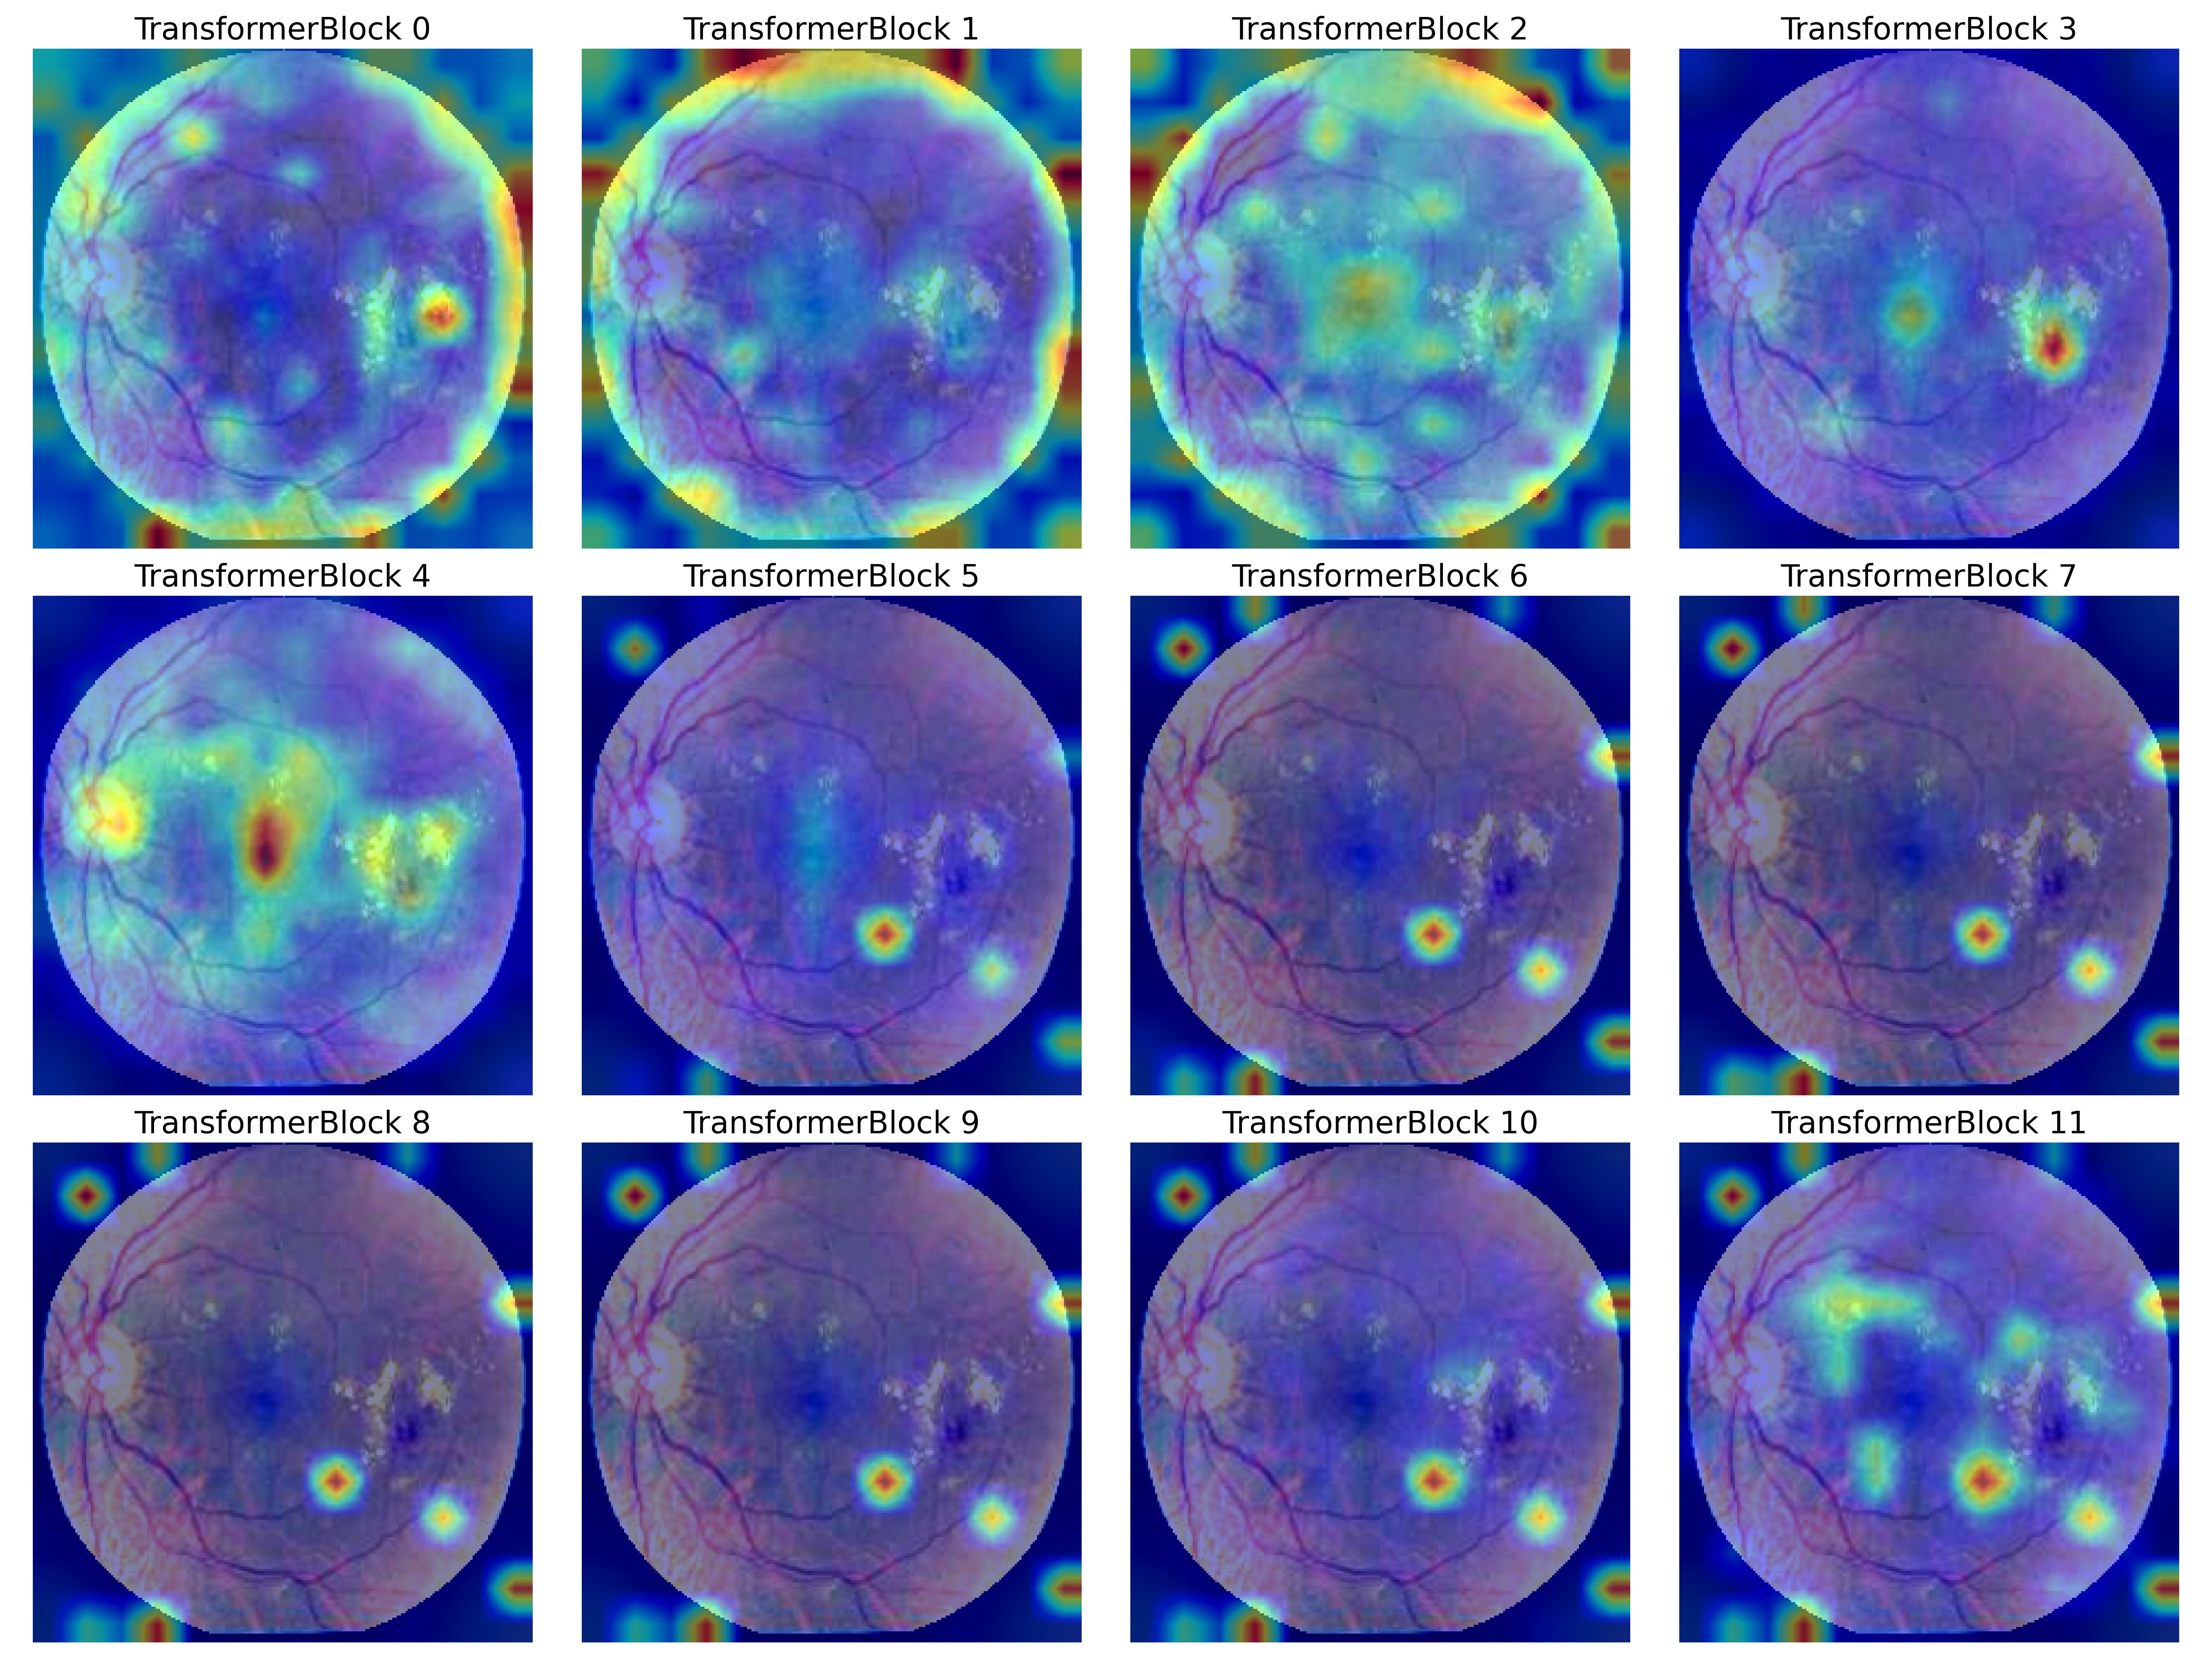 TransformerBlock 0
TransformerBlock 1
TransformerBlock 2
TransformerBlock 3
TransformerBlock 4
TransformerBlock 5
TransformerBlock 6
TransformerBlock 7
TransformerBlock 8
TransformerBlock 9
TransformerBlock 10
TransformerBlock 11